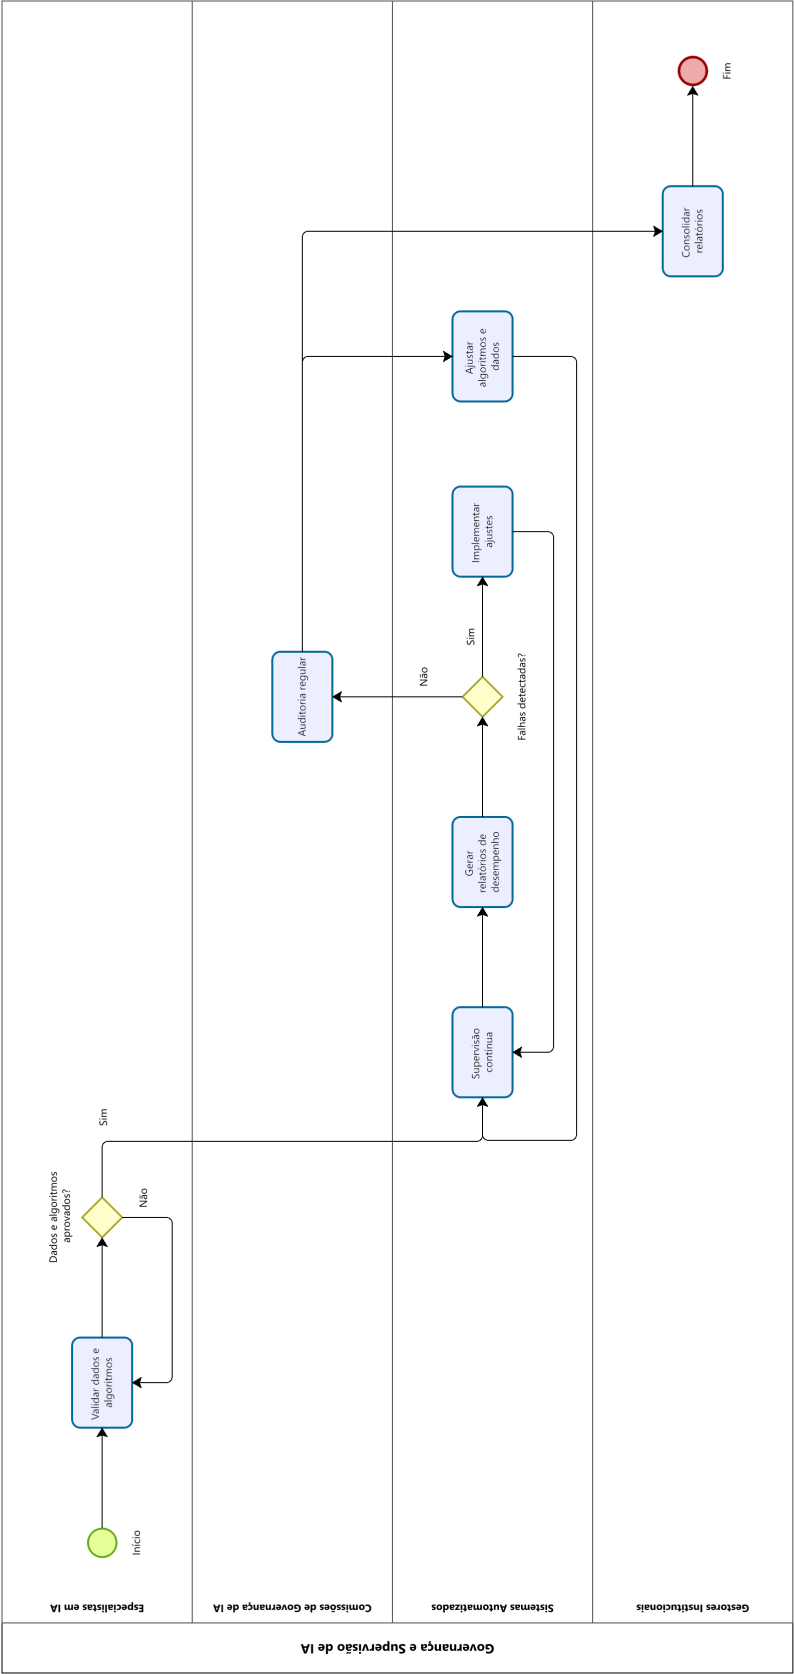 Governança e Supervisão de IA
Especialistas em IA
Comissões de Governança de IA
Sistemas Automatizados
Gestores Institucionais
Início
Validar dados e
algoritmos
Dados e algoritmos
aprovados?
Não
Sim
Supervisão
contínua
Gerar
relatórios de
desempenho
Falhas detectadas?
Não
Sim
Auditoria regular
Implementar
ajustes
Ajustar
algoritmos e
dados
Consolidar
relatórios
Fim